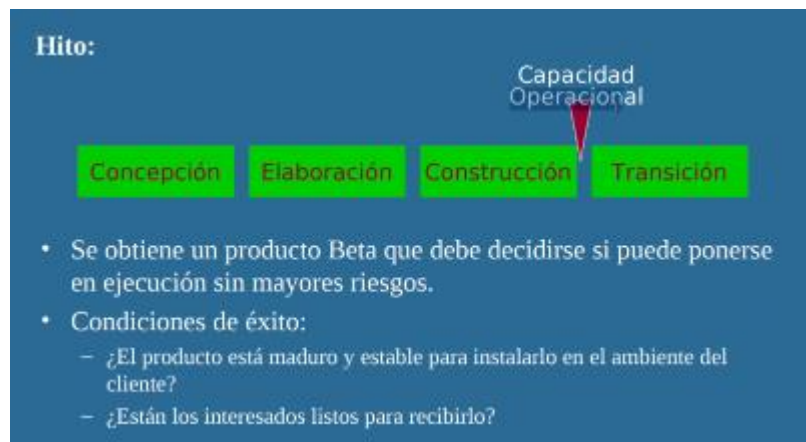 Hito:
Capacidad
Operacional
Concepción Elaboración Construcción Transición
• Se obtiene un producto Beta que debe decidirse si puede ponerse
en ejecución sin mayores riesgos.
• Condiciones de éxito:
– ¿El producto está maduro y estable para instalarlo en el ambiente del
cliente?
– ¿Están los interesados listos para recibirlo?